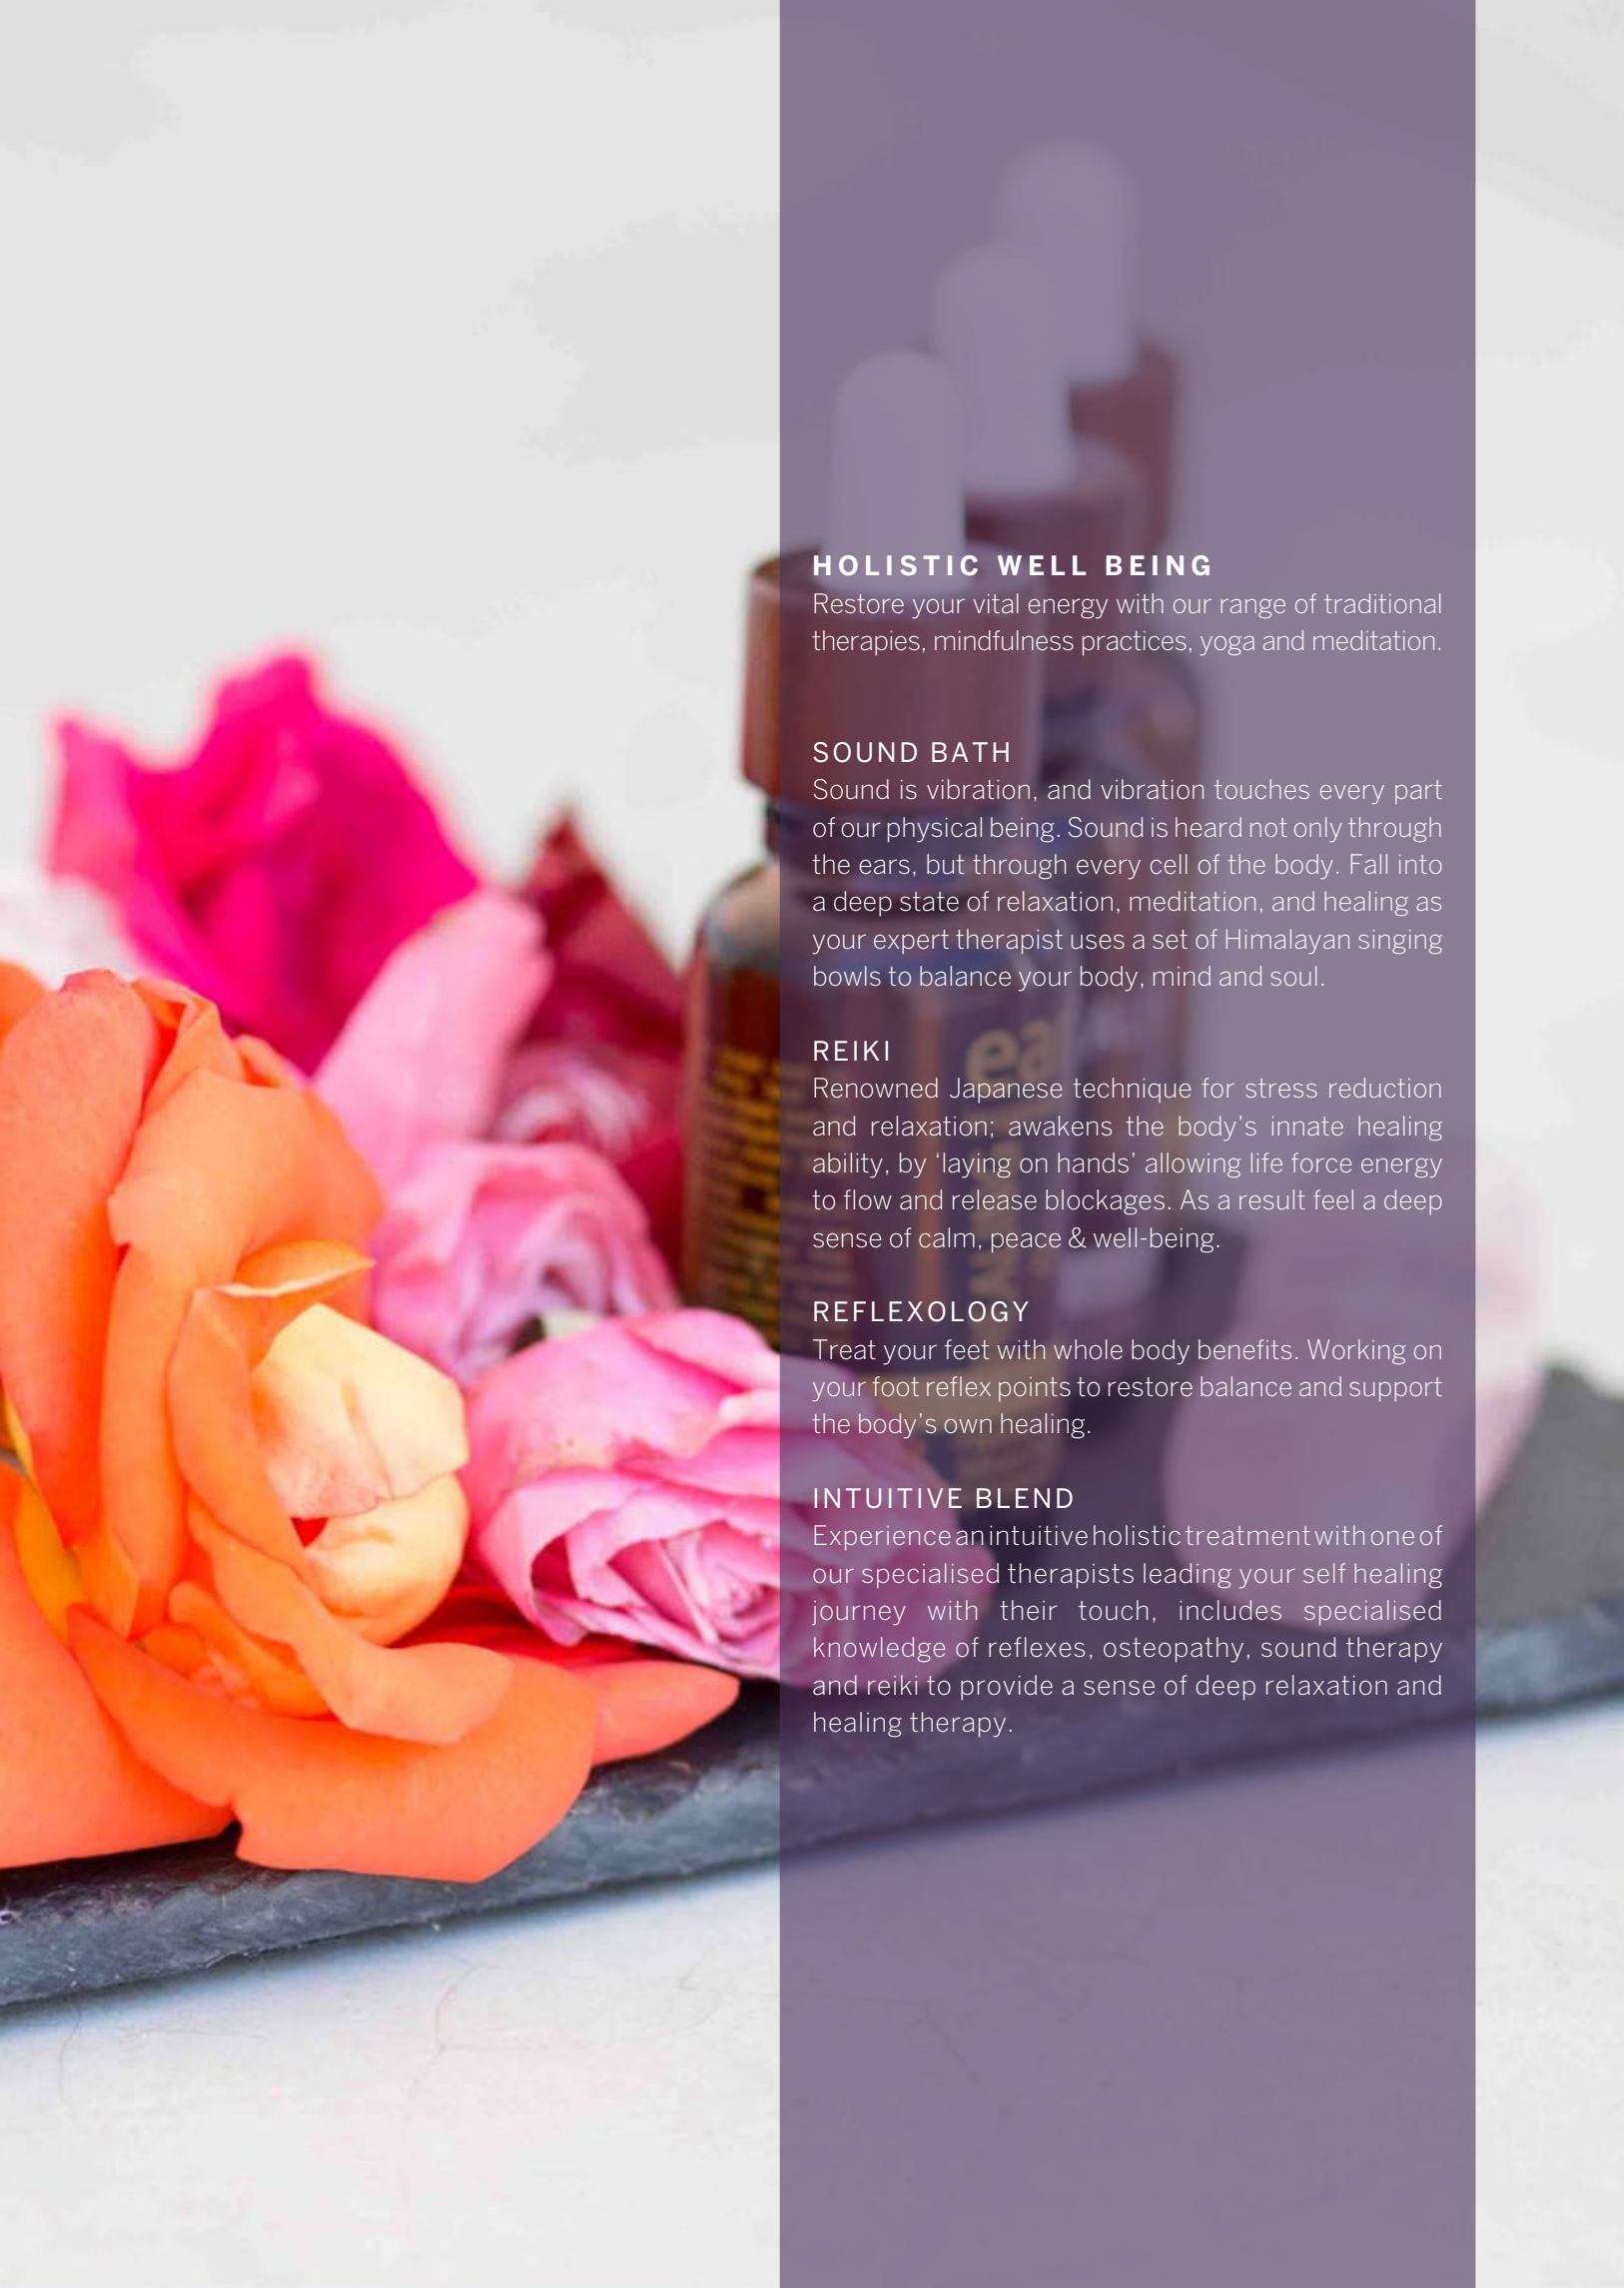 HOLISTIC WELL BEING
Restore your vital energy with our range of traditional
therapies, mindfulness practices, yoga and meditation.
SOUND BATH
Sound is vibration, and vibration touches every part
of our physical being. Sound is heard not only through
the ears, but through every cell of the body. Fall into
a deep state of relaxation, meditation, and healing as
your expert therapist uses a set of Himalayan singing
bowls to balance your body, mind and soul.
REIKI
Renowned Japanese technique for stress reduction
and relaxation; awakens the body’s innate healing
ability, by ‘laying on hands’ allowing life force energy
to flow and release blockages. As a result feel a deep
sense of calm, peace & well-being.
REFLEXOLOGY
Treat your feet with whole body benefits. Working on
your foot reflex points to restore balance and support
the body’s own healing.
INTUITIVE BLEND
Experience an intuitive holistic treatment with one of
our specialised therapists leading your self healing
journey with their touch, includes specialised
knowledge of reflexes, osteopathy, sound therapy
and reiki to provide a sense of deep relaxation and
healing therapy.